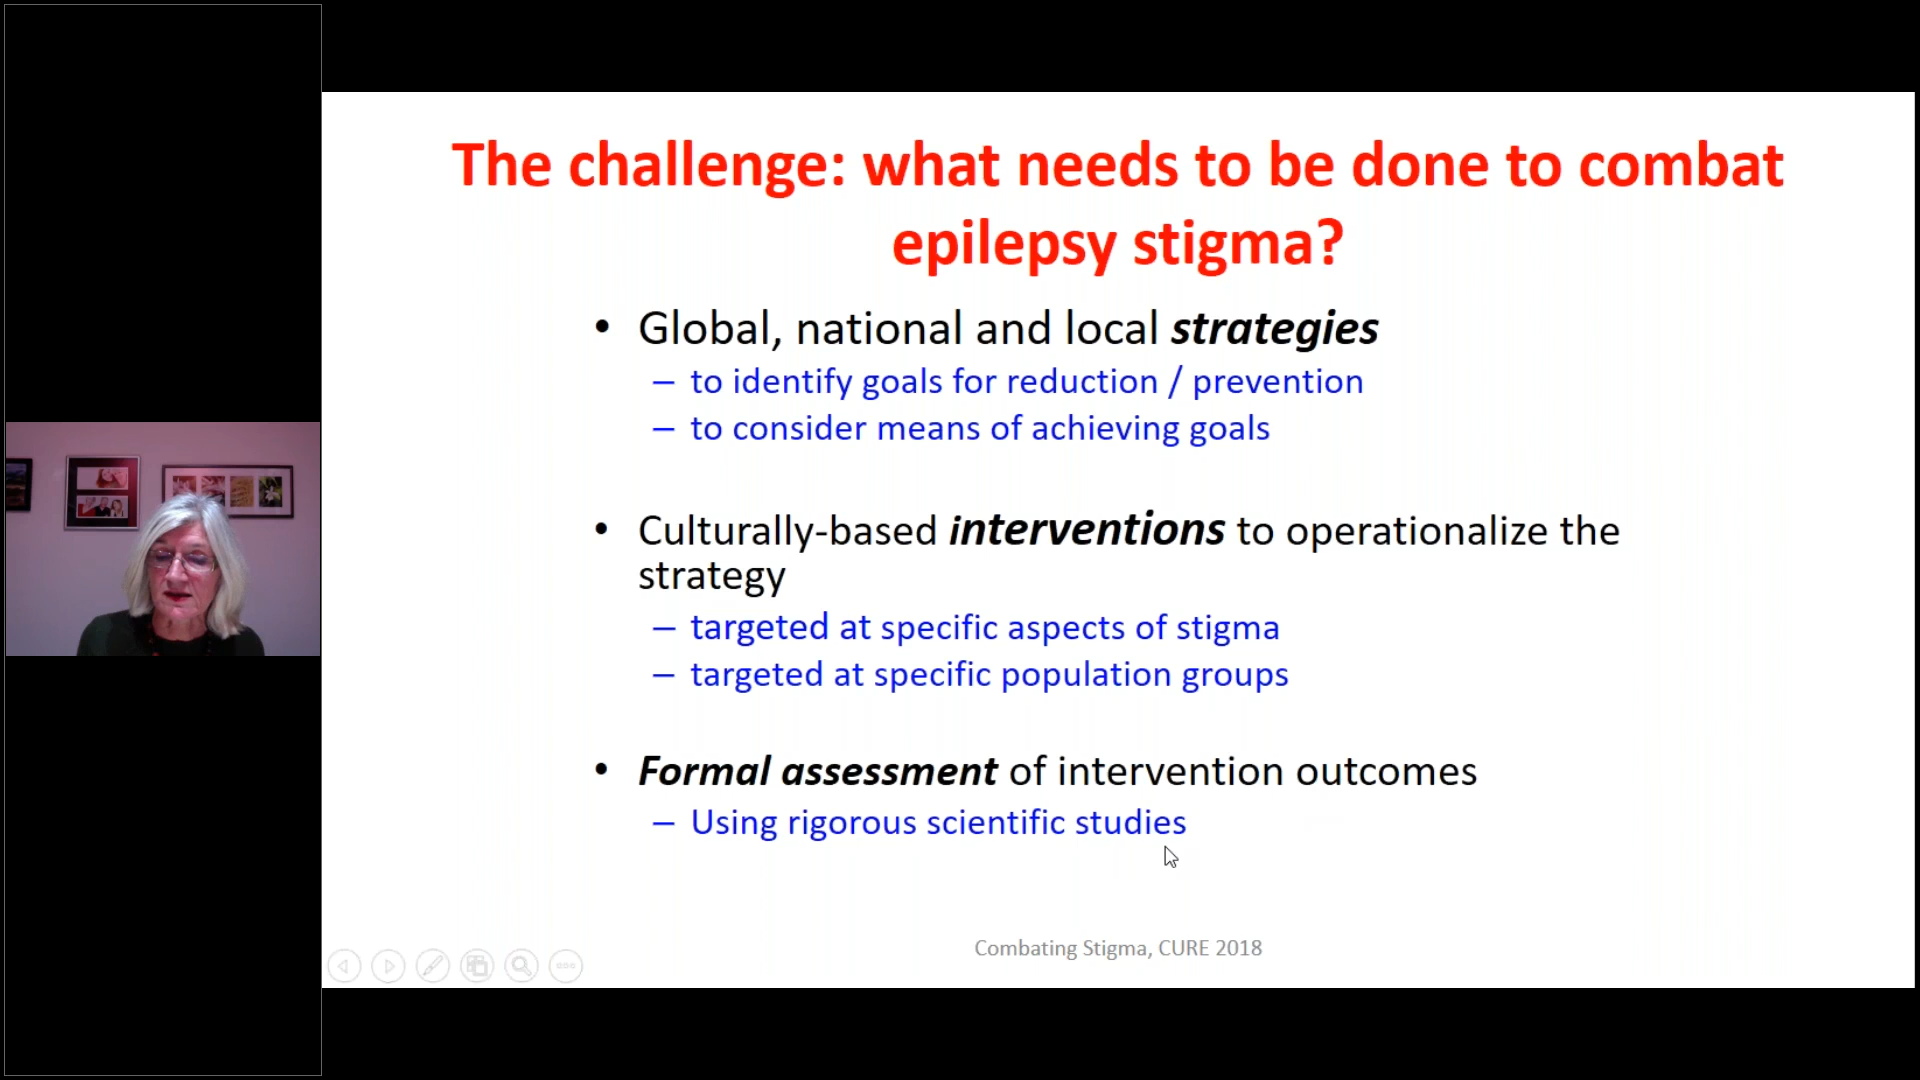 The challenge: what needs to be done to combat
epilepsy stigma?
• Global, national and local strategies
– to identify goals for reduction / prevention
– to consider means of achieving goals
• Culturally-based interventions to operationalize the
strategy
– targeted at specific aspects of stigma
– targeted at specific population groups
• Formal assessment of intervention outcomes
– Using rigorous scientific studies
Combating Stigma, CURE 2018